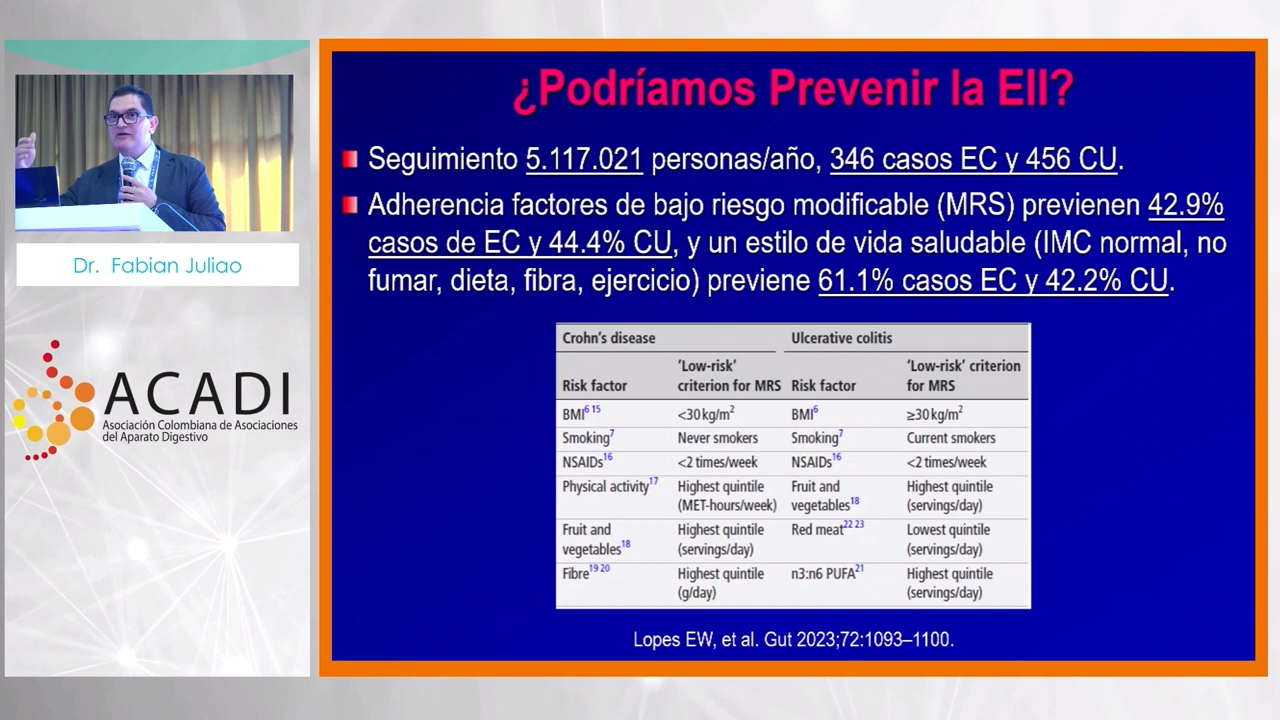 Dr. Fabian Juliao
ACADI
Asociación Colombiana de Asociaciones
del Aparato Digestivo
¿Podríamos Prevenir la EII?
Seguimiento 5.117.021 personas/año, 346 casos EC y 456 CU.
Adherencia factores de bajo riesgo modificable (MRS) previenen 42.9%
casos de EC y 44.4% CU, y un estilo de vida saludable (IMC normal, no
fumar, dieta, fibra, ejercicio) previene 61.1% casos EC y 42.2% CU.
Crohn's disease Ulcerative colitis
Risk factor 'Low-risk' criterion for MRS Risk factor 'Low-risk' criterion for MRS
BMI6 15 <30 kg/m2 BMI6 ≥30 kg/m2
Smoking7 Never smokers Smoking7 Current smokers
NSAIDs16 <2 times/week NSAIDs16 <2 times/week
Physical activity17 Highest quintile (MET-hours/week) Fruit and vegetables18 Highest quintile (servings/day)
Fruit and vegetables18 Highest quintile (servings/day) Red meat22 23 Lowest quintile (servings/day)
Fibre19 20 Highest quintile (g/day) n3:n6 PUFA21 Highest quintile (servings/day)
Lopes EW, et al. Gut 2023;72:1093–1100.